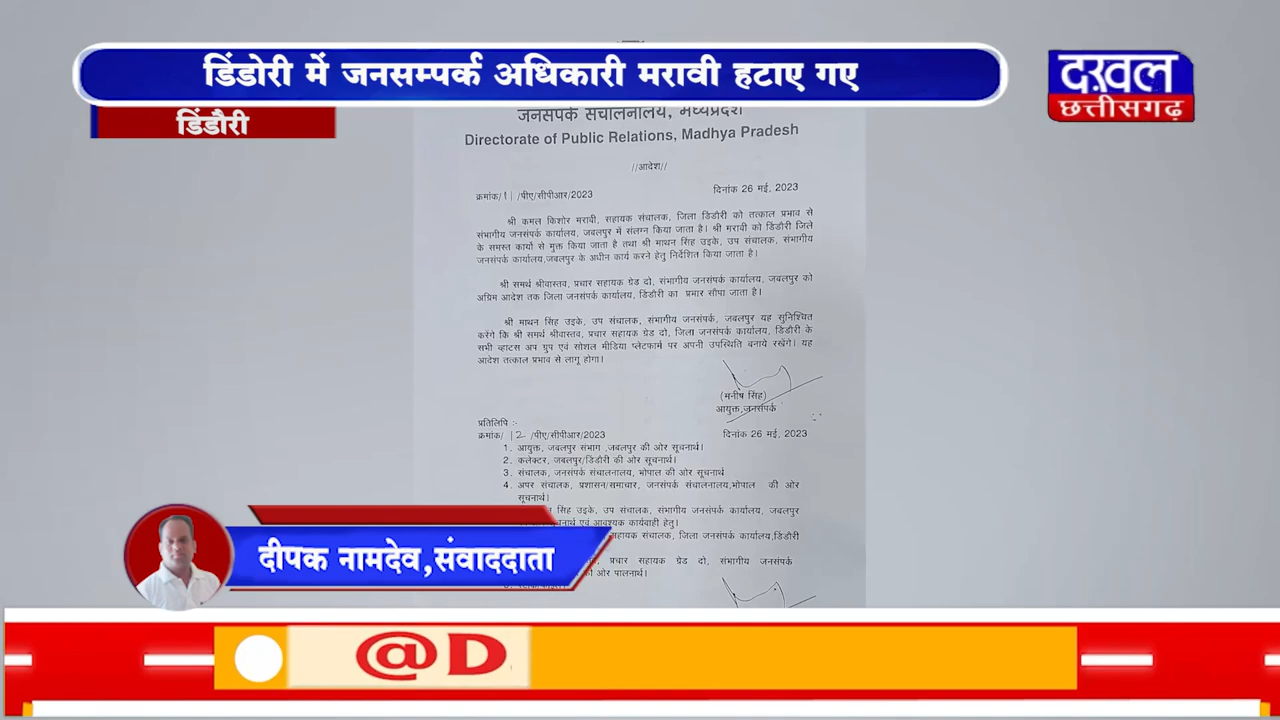 डिंडोरी में जनसम्पर्क अधिकारी मरावी हटाए गए
दखल
छत्तीसगढ़
डिंडौरी
जनसंपर्क संचालनालय, मध्यप्रदेश
Directorate of Public Relations, Madhya Pradesh
//आदेश//
क्रमांक/11/पीए/सीपीआर/2023
दिनांक 26 मई, 2023
श्री कमल किशोर मरावी, सहायक संचालक, जिला डिंडौरी को तत्काल प्रभाव से
संभागीय जनसंपर्क कार्यालय, जबलपुर में संलग्न किया जाता है। श्री मरावी को डिंडौरी जिले
के समस्त कार्यो से मुक्त किया जाता है तथा श्री माथन सिंह उइके, उप संचालक, संभागीय
जनसंपर्क कार्यालय,जबलपुर के अधीन कार्य करने हेतु निर्देशित किया जाता है।
श्री समर्थ श्रीवास्तव, प्रचार सहायक ग्रेड दो, संभागीय जनसंपर्क कार्यालय, जबलपुर को
अग्रिम आदेश तक जिला जनसंपर्क कार्यालय, डिंडौरी का प्रभार सौपा जाता है।
श्री माथन सिंह उइके, उप संचालक, संभागीय जनसंपर्क, जबलपुर यह सुनिश्चित
करेंगे कि श्री समर्थ श्रीवास्तव, प्रचार सहायक ग्रेड दो, जिला जनसंपर्क कार्यालय, डिंडौरी के
सभी व्हाटस अप ग्रुप एवं सोशल मीडिया प्लेटफार्म पर अपनी उपस्थिति बनाये रखेंगे। यह
आदेश तत्काल प्रभाव से लागू होगा।
(मनीष सिंह)
आयुक्त,जनसंपर्क
प्रतिलिपि :-
क्रमांक/ 12 /पीए/सीपीआर/2023
दिनांक 26 मई, 2023
1. आयुक्त, जबलपुर संभाग ,जबलपुर की ओर सूचनार्थ।
2. कलेक्टर, जबलपुर/डिंडौरी की ओर सूचनार्थ।
3. संचालक, जनसंपर्क संचालनालय, भोपाल की ओर सूचनार्थ
4. अपर संचालक, प्रशासन/समाचार, जनसंपर्क संचालनालय,भोपाल की ओर
सूचनार्थ।
सिंह उइके, उप संचालक, संभागीय जनसंपर्क कार्यालय, जबलपुर
एवं आवश्यक कार्यवाही हेतु।
सहायक संचालक, जिला जनसंपर्क कार्यालय,डिंडौरी
प्रचार सहायक ग्रेड दो, संभागीय जनसंपर्क
की ओर पालनार्थ।
दीपक नामदेव,संवाददाता
@D